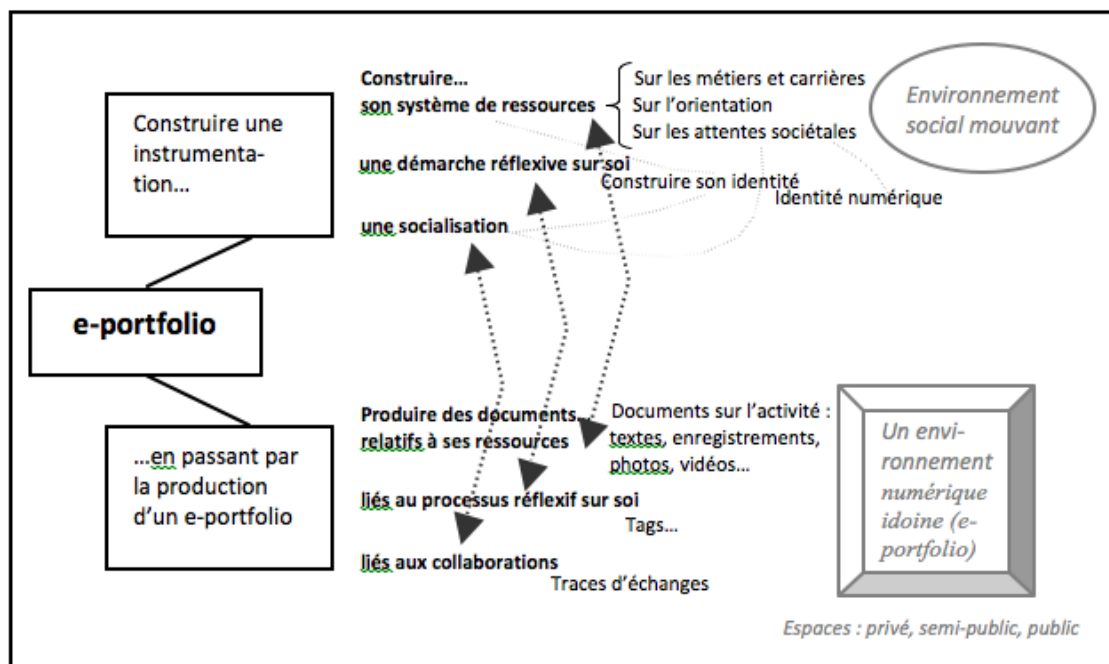 Construire une
instrumenta-
tion…
e-portfolio
…en passant par
la production
d’un e-portfolio
Construire…
son système de ressources
Sur les métiers et carrières
Sur l’orientation
Sur les attentes sociétales
une démarche réflexive sur soi
Construire son identité
Identité numérique
une socialisation
Environnement
social mouvant
Produire des documents…
relatifs à ses ressources
Documents sur l’activité :
textes, enregistrements,
photos, vidéos…
liés au processus réflexif sur soi
Tags…
liés aux collaborations
Traces d’échanges
Un envi-
ronnement
numérique
idoine (e-
portfolio)
Espaces : privé, semi-public, public